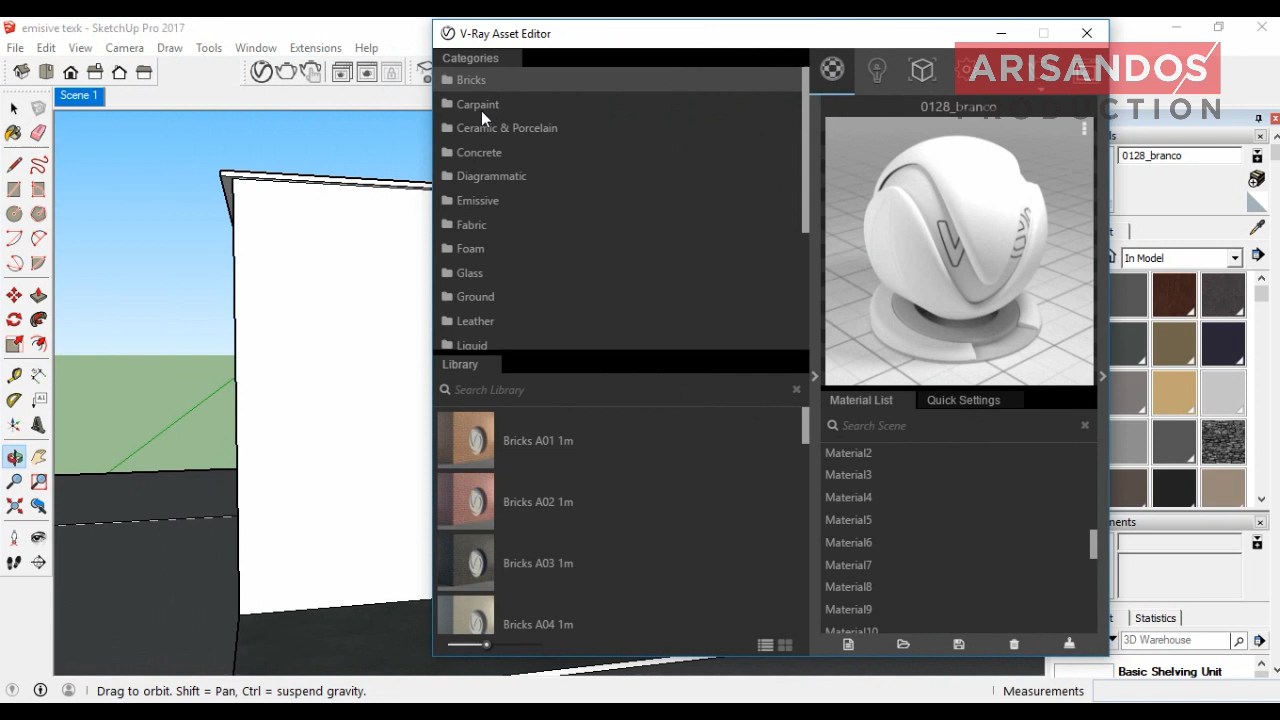 emisive texk - SketchUp Pro 2017
File Edit View Camera Draw Tools Window Extensions Help
Scene 1
V-Ray Asset Editor
Categories
Bricks
Carpaint
Ceramic & Porcelain
Concrete
Diagrammatic
Emissive
Fabric
Foam
Glass
Ground
Leather
Liquid
Library
Search Library
Bricks A01 1m
Bricks A02 1m
Bricks A03 1m
Bricks A04 1m
ARISANDOS
PRODUCTION
0128_branco
Material List Quick Settings
Search Scene
Material2
Material3
Material4
Material5
Material6
Material7
Material8
Material9
Material10
0128_branco
In Model
Statistics
3D Warehouse
Basic Shelving Unit
Drag to orbit. Shift = Pan, Ctrl = suspend gravity.
Measurements